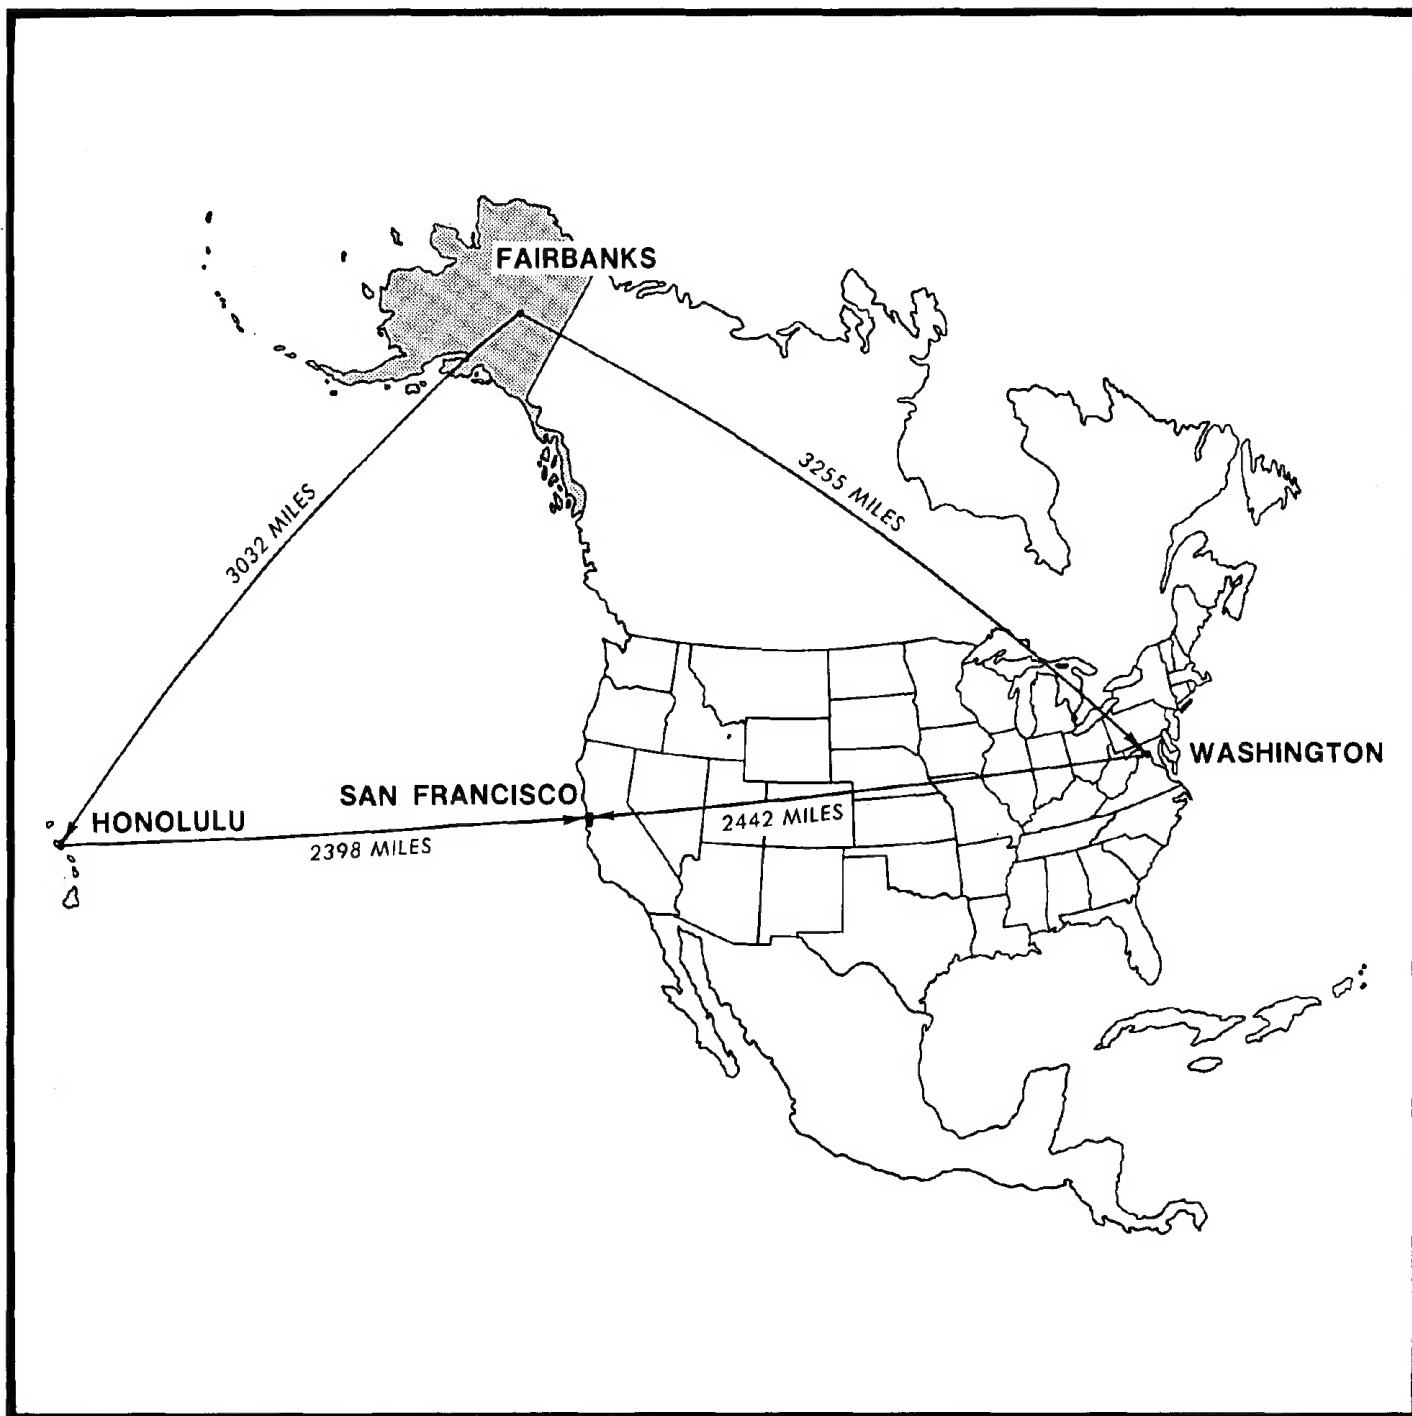 FAIRBANKS
3255 MILES
3032 MILES
WASHINGTON
SAN FRANCISCO
HONOLULU
2442 MILES
2398 MILES